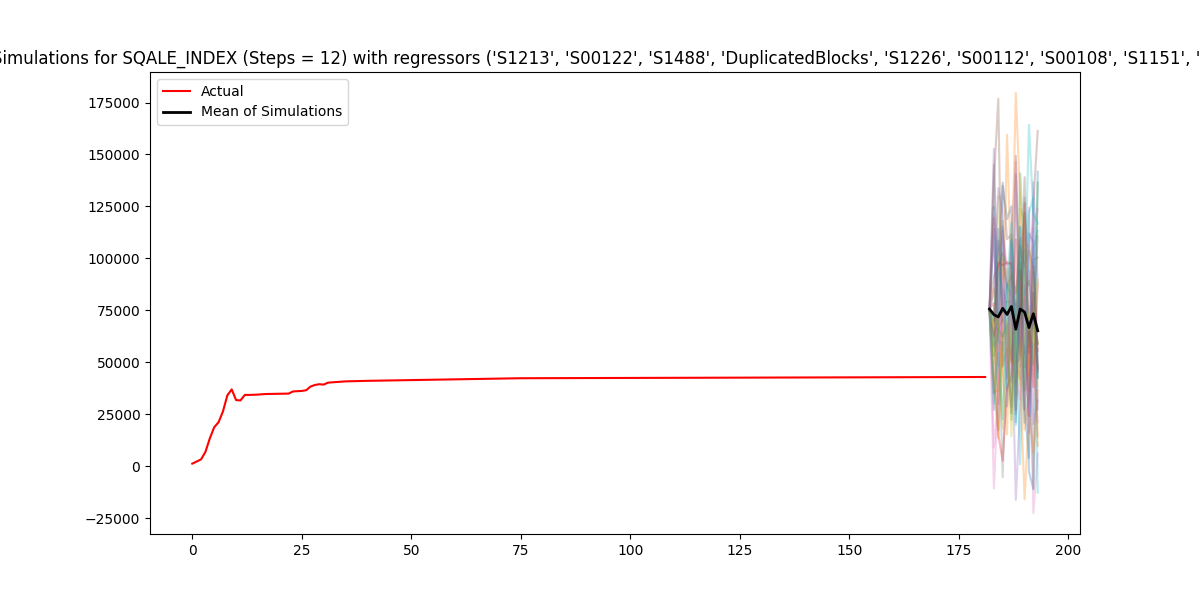 Simulations for SQALE_INDEX (Steps = 12) with regressors ('S1213', 'S00122', 'S1488', 'DuplicatedBlocks', 'S1226', 'S00112', 'S00108', 'S1151', '
Actual
Mean of Simulations
175000
150000
125000
100000
75000
50000
25000
0
−25000
0 25 50 75 100 125 150 175 200